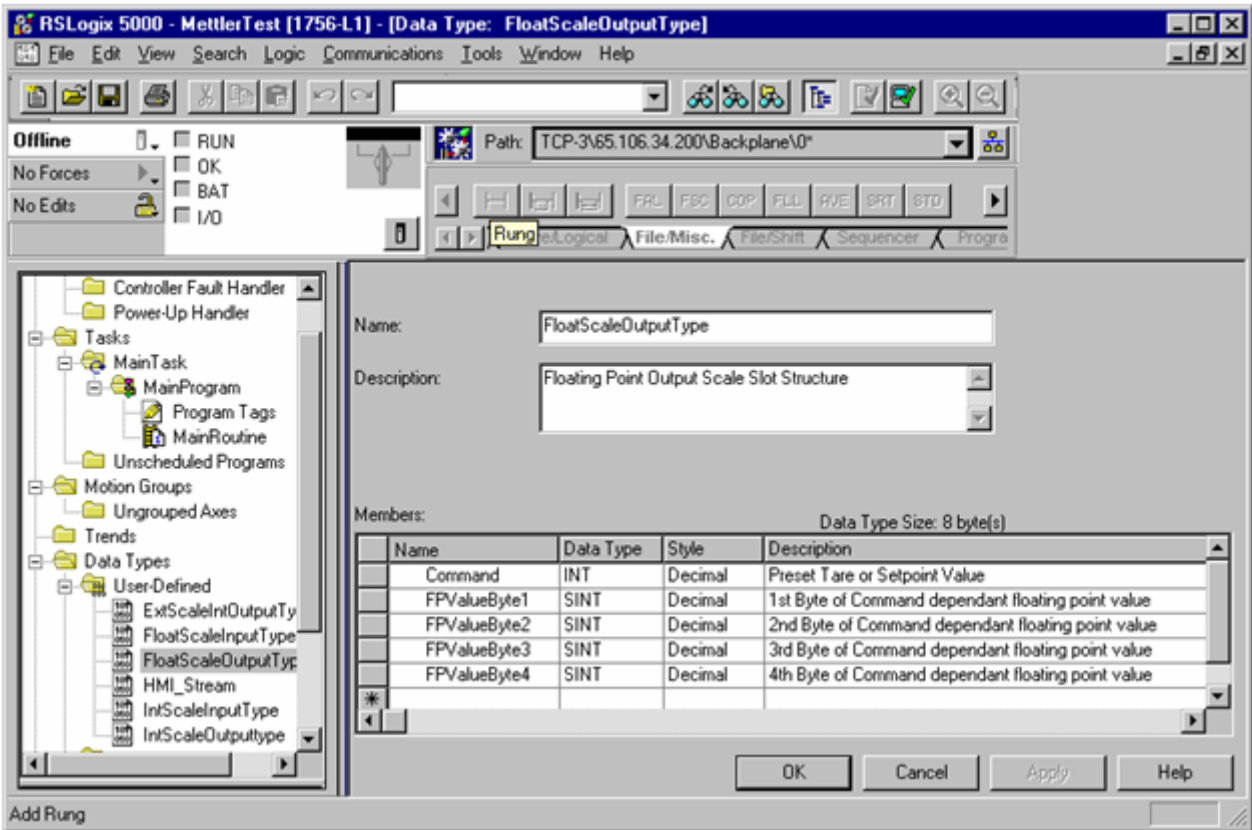 RSLogix 5000 - MettlerTest [1756-L1] - [Data Type: FloatScaleOutputType]
File Edit View Search Logic Communications Tools Window Help
Offline
RUN
No Forces
OK
No Edits
BAT
I/O
Path: TCP-3\65.106.34.200\Backplane\0*
FAL FSC COP FLL AVE SRT STD
Rung
e/Logical File/Misc. File/Shift Sequencer Progra
Controller Fault Handler
Power-Up Handler
Tasks
MainTask
MainProgram
Program Tags
MainRoutine
Unscheduled Programs
Motion Groups
Ungrouped Axes
Trends
Data Types
User-Defined
ExtScaleIntOutputTy
FloatScaleInputType
FloatScaleOutputTyp
HMI_Stream
IntScaleInputType
IntScaleOutputtype
Name: FloatScaleOutputType
Description: Floating Point Output Scale Slot Structure
Members: Data Type Size: 8 byte(s)
Name Data Type Style Description
Command INT Decimal Preset Tare or Setpoint Value
FPValueByte1 SINT Decimal 1st Byte of Command dependant floating point value
FPValueByte2 SINT Decimal 2nd Byte of Command dependant floating point value
FPValueByte3 SINT Decimal 3rd Byte of Command dependant floating point value
FPValueByte4 SINT Decimal 4th Byte of Command dependant floating point value
OK Cancel Apply Help
Add Rung